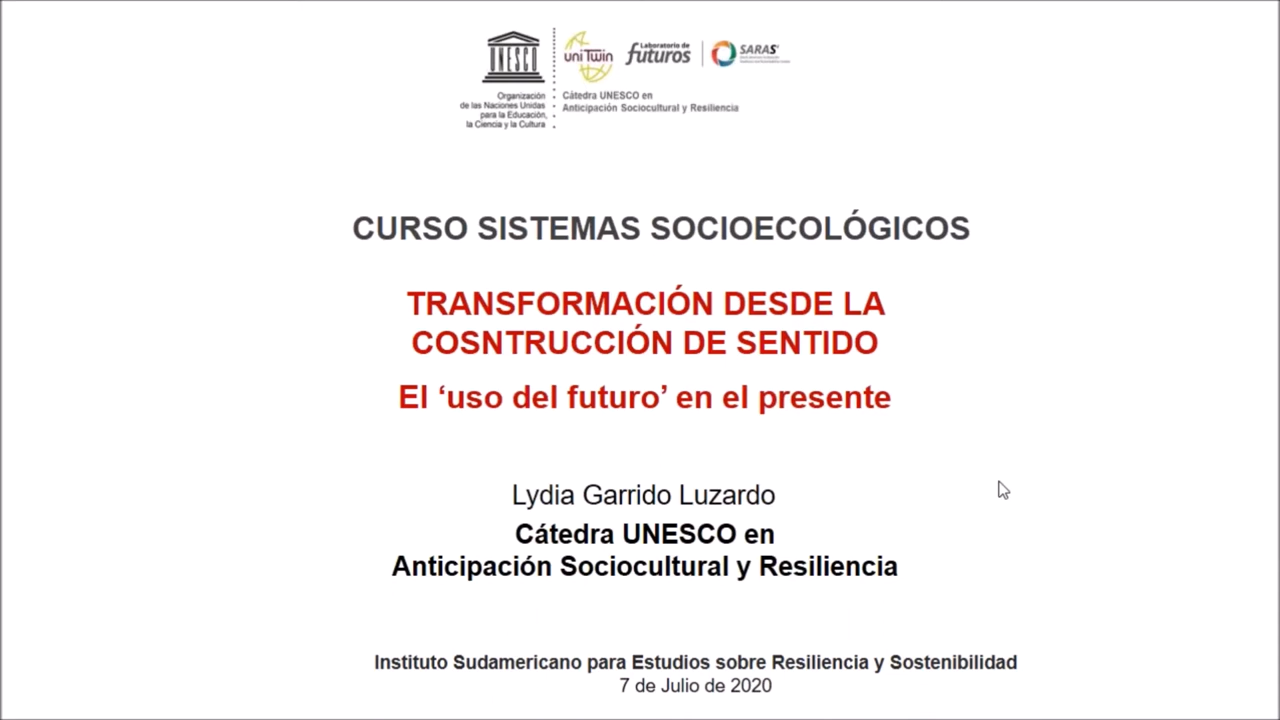 UNESCO
Organización
de las Naciones Unidas
para la Educación,
la Ciencia y la Cultura
uniTwin
Laboratorio de
futuros
SARAS
Cátedra UNESCO en
Anticipación Sociocultural y Resiliencia
CURSO SISTEMAS SOCIOECOLÓGICOS
TRANSFORMACIÓN DESDE LA
COSNTRUCCIÓN DE SENTIDO
El ‘uso del futuro’ en el presente
Lydia Garrido Luzardo
Cátedra UNESCO en
Anticipación Sociocultural y Resiliencia
Instituto Sudamericano para Estudios sobre Resiliencia y Sostenibilidad
7 de Julio de 2020